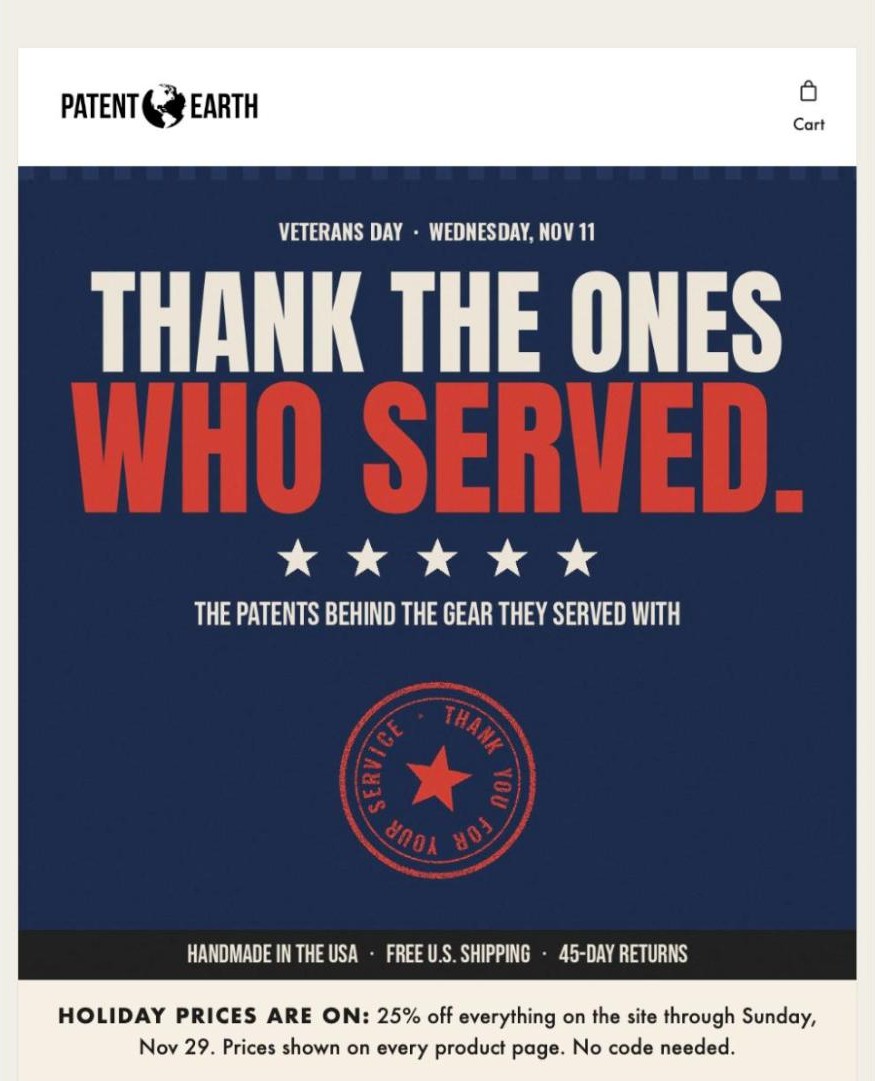 PATENT EARTH
Cart
VETERANS DAY · WEDNESDAY, NOV 11
THANK THE ONES
WHO SERVED.
THE PATENTS BEHIND THE GEAR THEY SERVED WITH
THANK YOU FOR YOUR SERVICE ·
HANDMADE IN THE USA · FREE U.S. SHIPPING · 45-DAY RETURNS
HOLIDAY PRICES ARE ON: 25% off everything on the site through Sunday,
Nov 29. Prices shown on every product page. No code needed.